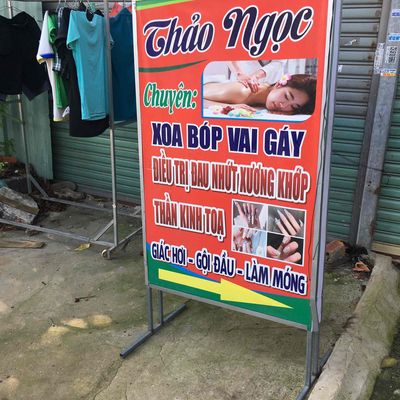 Thảo Ngọc
Chuyên:
XOA BÓP VAI GÁY
ĐIỀU TRỊ ĐAU NHỨT XƯƠNG KHỚP
THẦN KINH TOẠ
GIÁC HƠI - GỘI ĐẦU - LÀM MÓNG